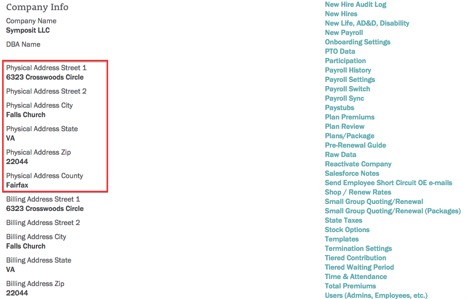 Company Info
Company Name
Symposit LLC
DBA Name
Physical Address Street 1
6323 Crosswoods Circle
Physical Address Street 2
Physical Address City
Falls Church
Physical Address State
VA
Physical Address Zip
22044
Physical Address County
Fairfax
Billing Address Street 1
6323 Crosswoods Circle
Billing Address Street 2
Billing Address City
Falls Church
Billing Address State
VA
Billing Address Zip
22044
New Hire Audit Log
New Hires
New Life, AD&D, Disability
New Payroll
Onboarding Settings
PTO Data
Participation
Payroll History
Payroll Settings
Payroll Switch
Payroll Sync
Paystubs
Plan Premiums
Plan Review
Plans/Package
Pre-Renewal Guide
Raw Data
Reactivate Company
Salesforce Notes
Send Employee Short Circuit OE e-mails
Shop / Renew Rates
Small Group Quoting/Renewal
Small Group Quoting/Renewal (Packages)
State Taxes
Stock Options
Templates
Termination Settings
Tiered Contribution
Tiered Waiting Period
Time & Attendance
Total Premiums
Users (Admins, Employees, etc.)